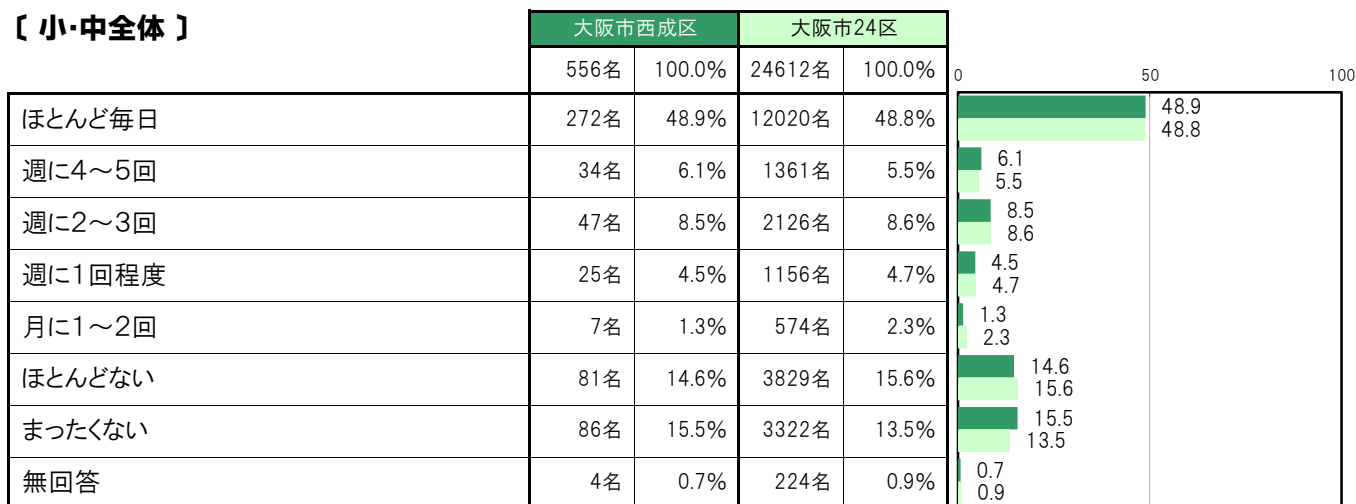 〔 小・中全体 〕
大阪市西成区 大阪市24区
556名 100.0% 24612名 100.0% 0 50 100
ほとんど毎日 272名 48.9% 12020名 48.8% 48.9
48.8
週に4～5回 34名 6.1% 1361名 5.5% 6.1
5.5
週に2～3回 47名 8.5% 2126名 8.6% 8.5
8.6
週に1回程度 25名 4.5% 1156名 4.7% 4.5
4.7
月に1～2回 7名 1.3% 574名 2.3% 1.3
2.3
ほとんどない 81名 14.6% 3829名 15.6% 14.6
15.6
まったくない 86名 15.5% 3322名 13.5% 15.5
13.5
無回答 4名 0.7% 224名 0.9% 0.7
0.9